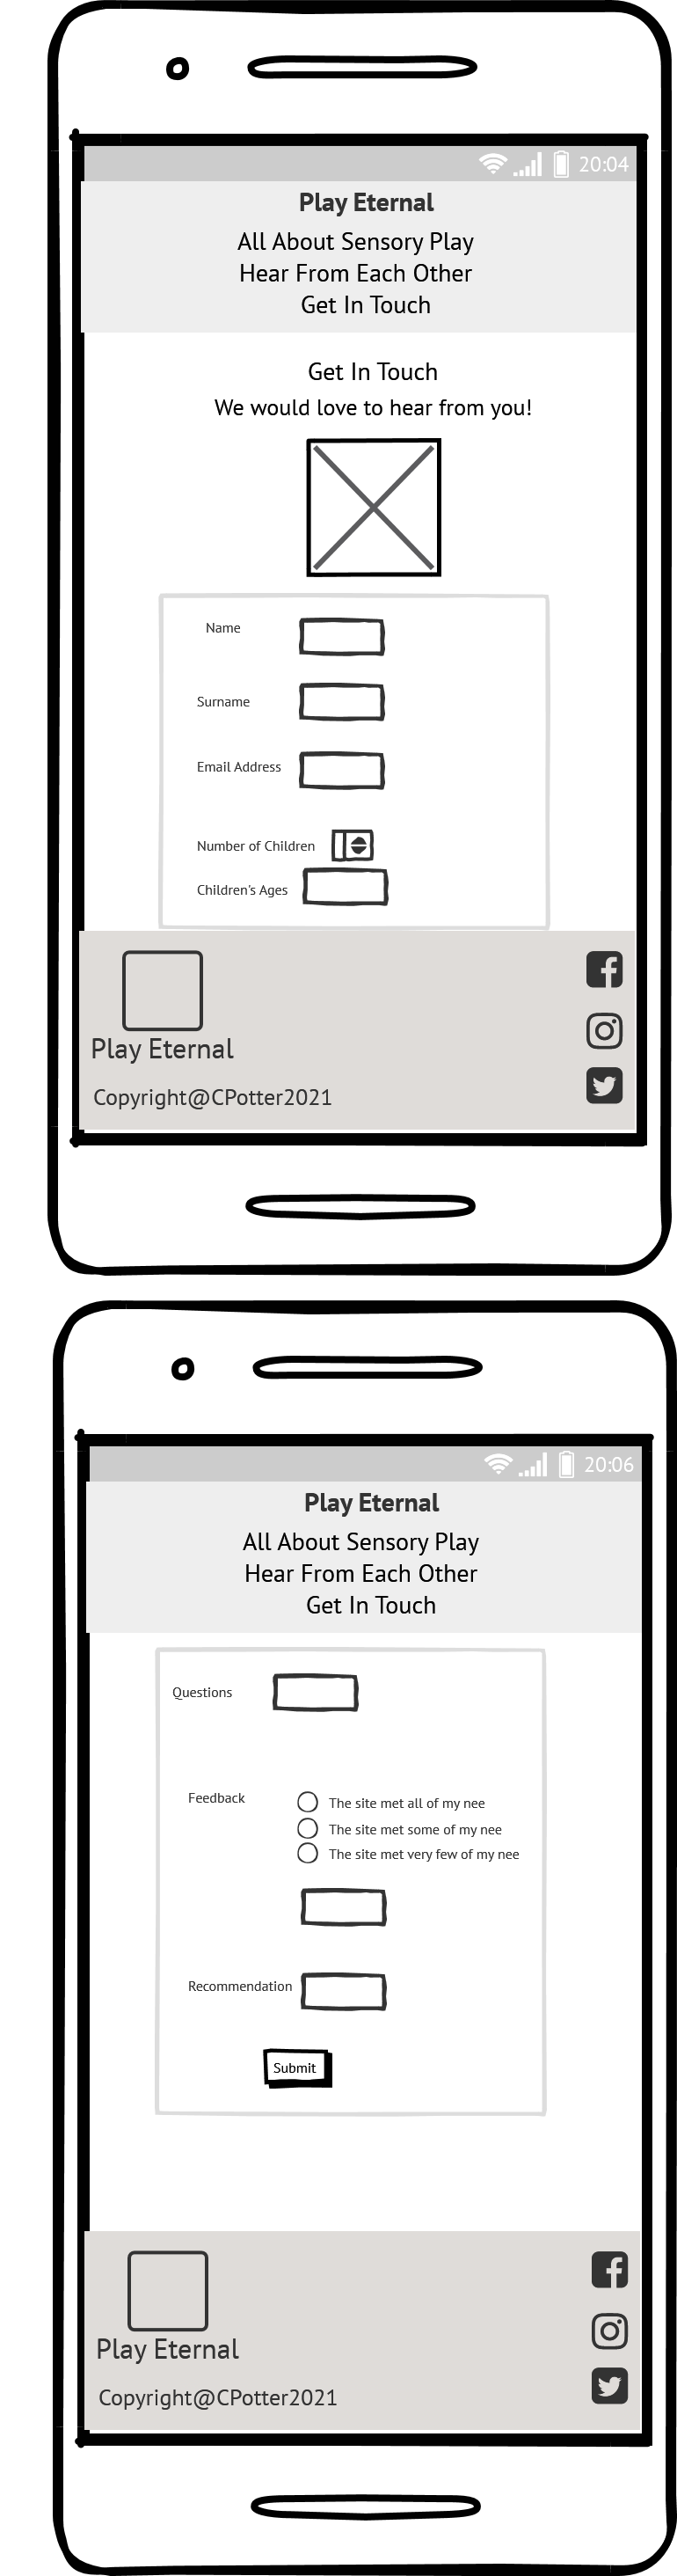 20:04
Play Eternal
All About Sensory Play
Hear From Each Other
Get In Touch
Get In Touch
We would love to hear from you!
Name
Surname
Email Address
Number of Children
Children's Ages
Play Eternal
Copyright@CPotter2021
20:06
Play Eternal
All About Sensory Play
Hear From Each Other
Get In Touch
Questions
Feedback
The site met all of my nee
The site met some of my nee
The site met very few of my nee
Recommendation
Submit
Play Eternal
Copyright@CPotter2021